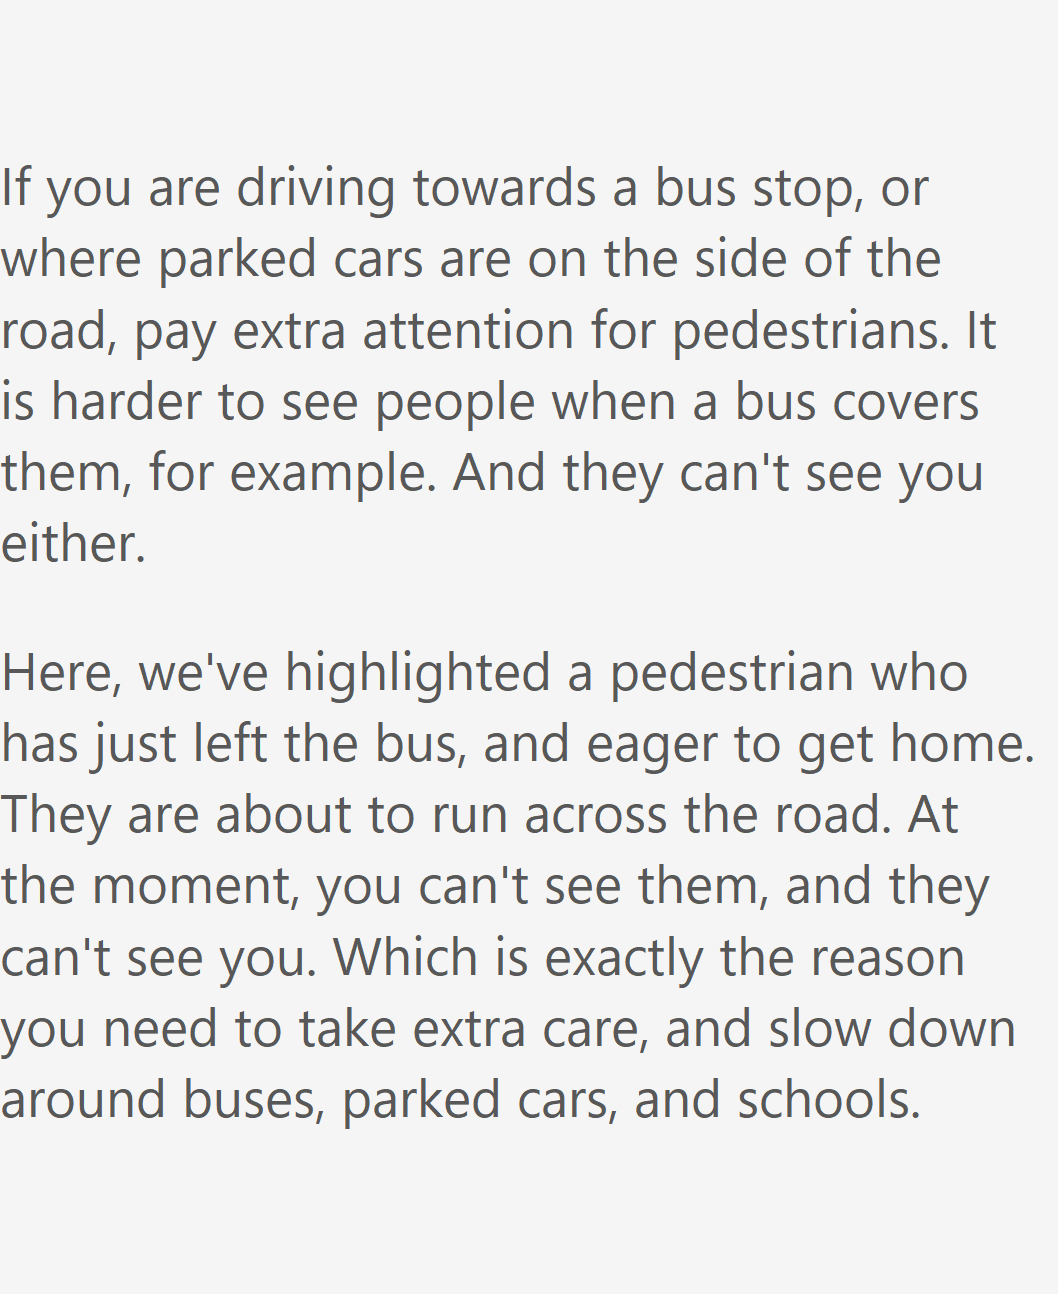 If you are driving towards a bus stop, or
where parked cars are on the side of the
road, pay extra attention for pedestrians. It
is harder to see people when a bus covers
them, for example. And they can't see you
either.
Here, we've highlighted a pedestrian who
has just left the bus, and eager to get home.
They are about to run across the road. At
the moment, you can't see them, and they
can't see you. Which is exactly the reason
you need to take extra care, and slow down
around buses, parked cars, and schools.